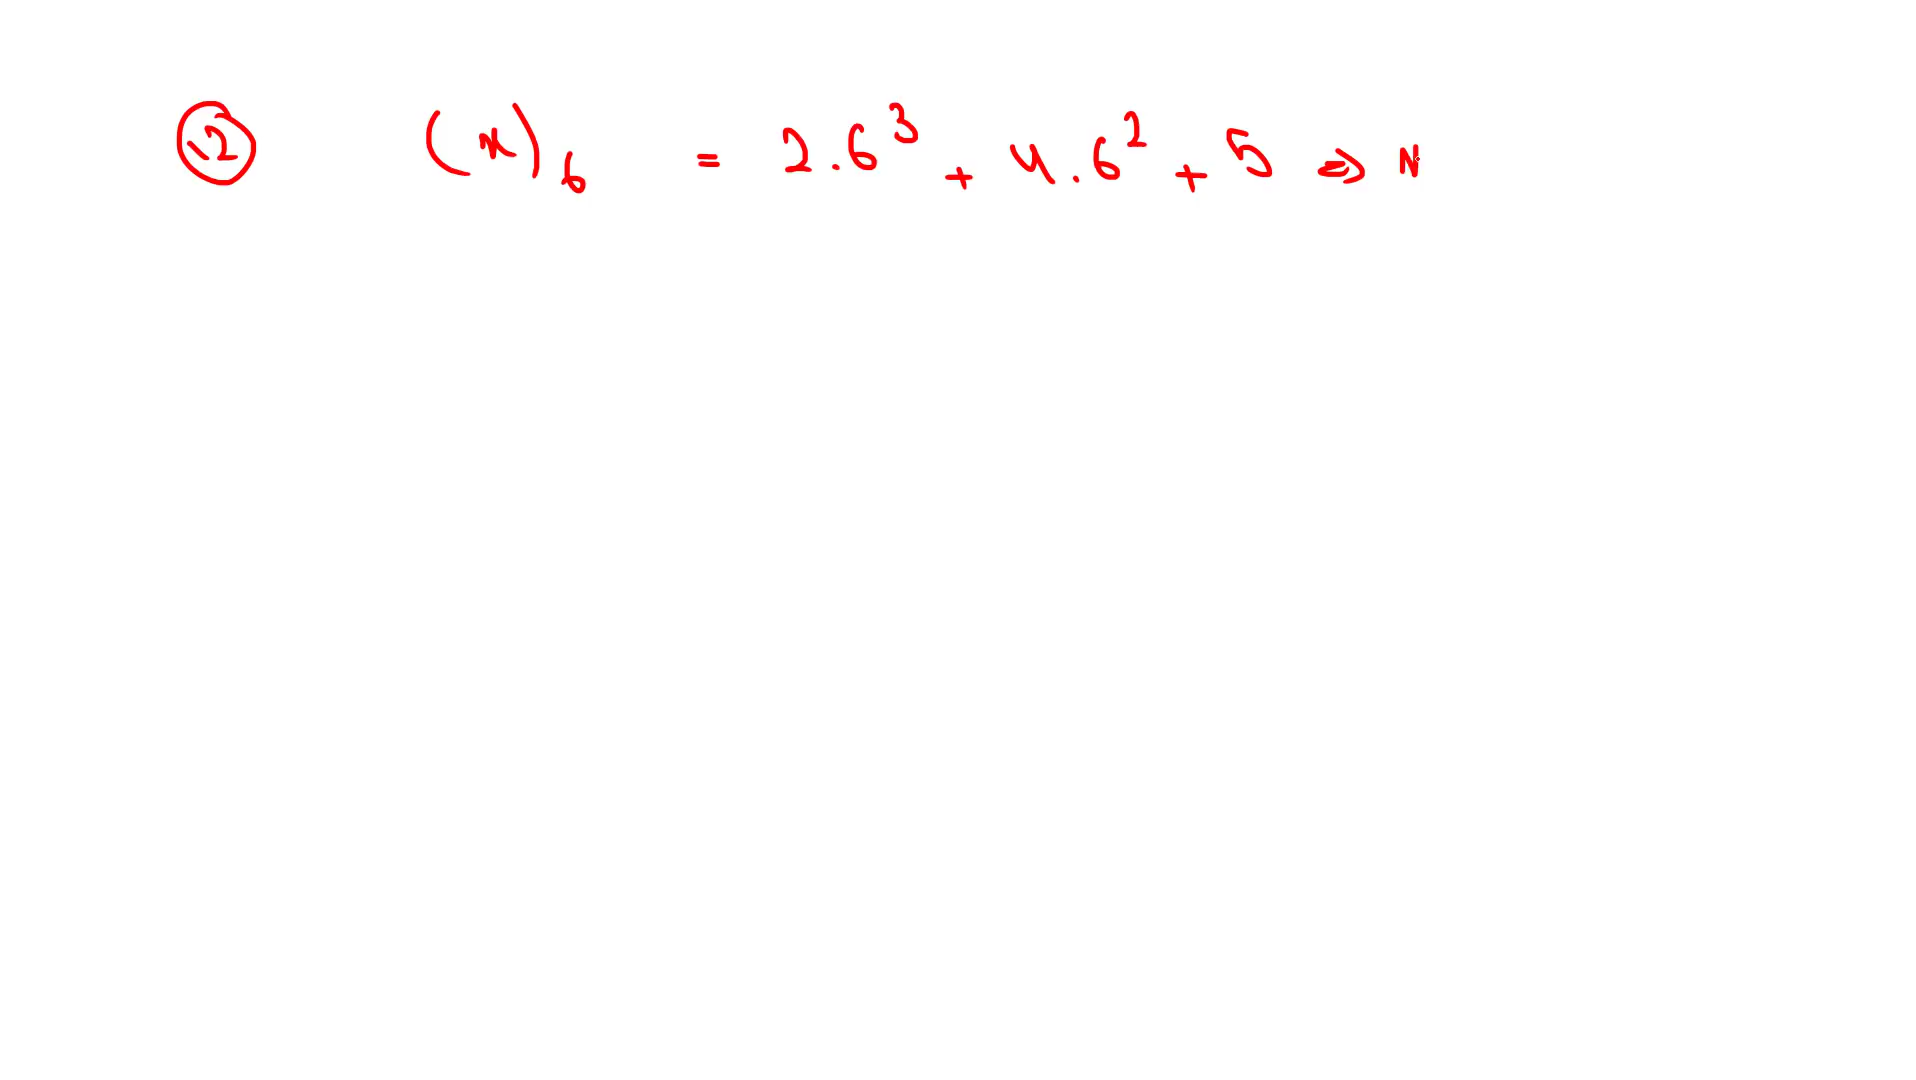 12 (x)₆ = 2.6³ + 4.6² + 5 ⇒ N